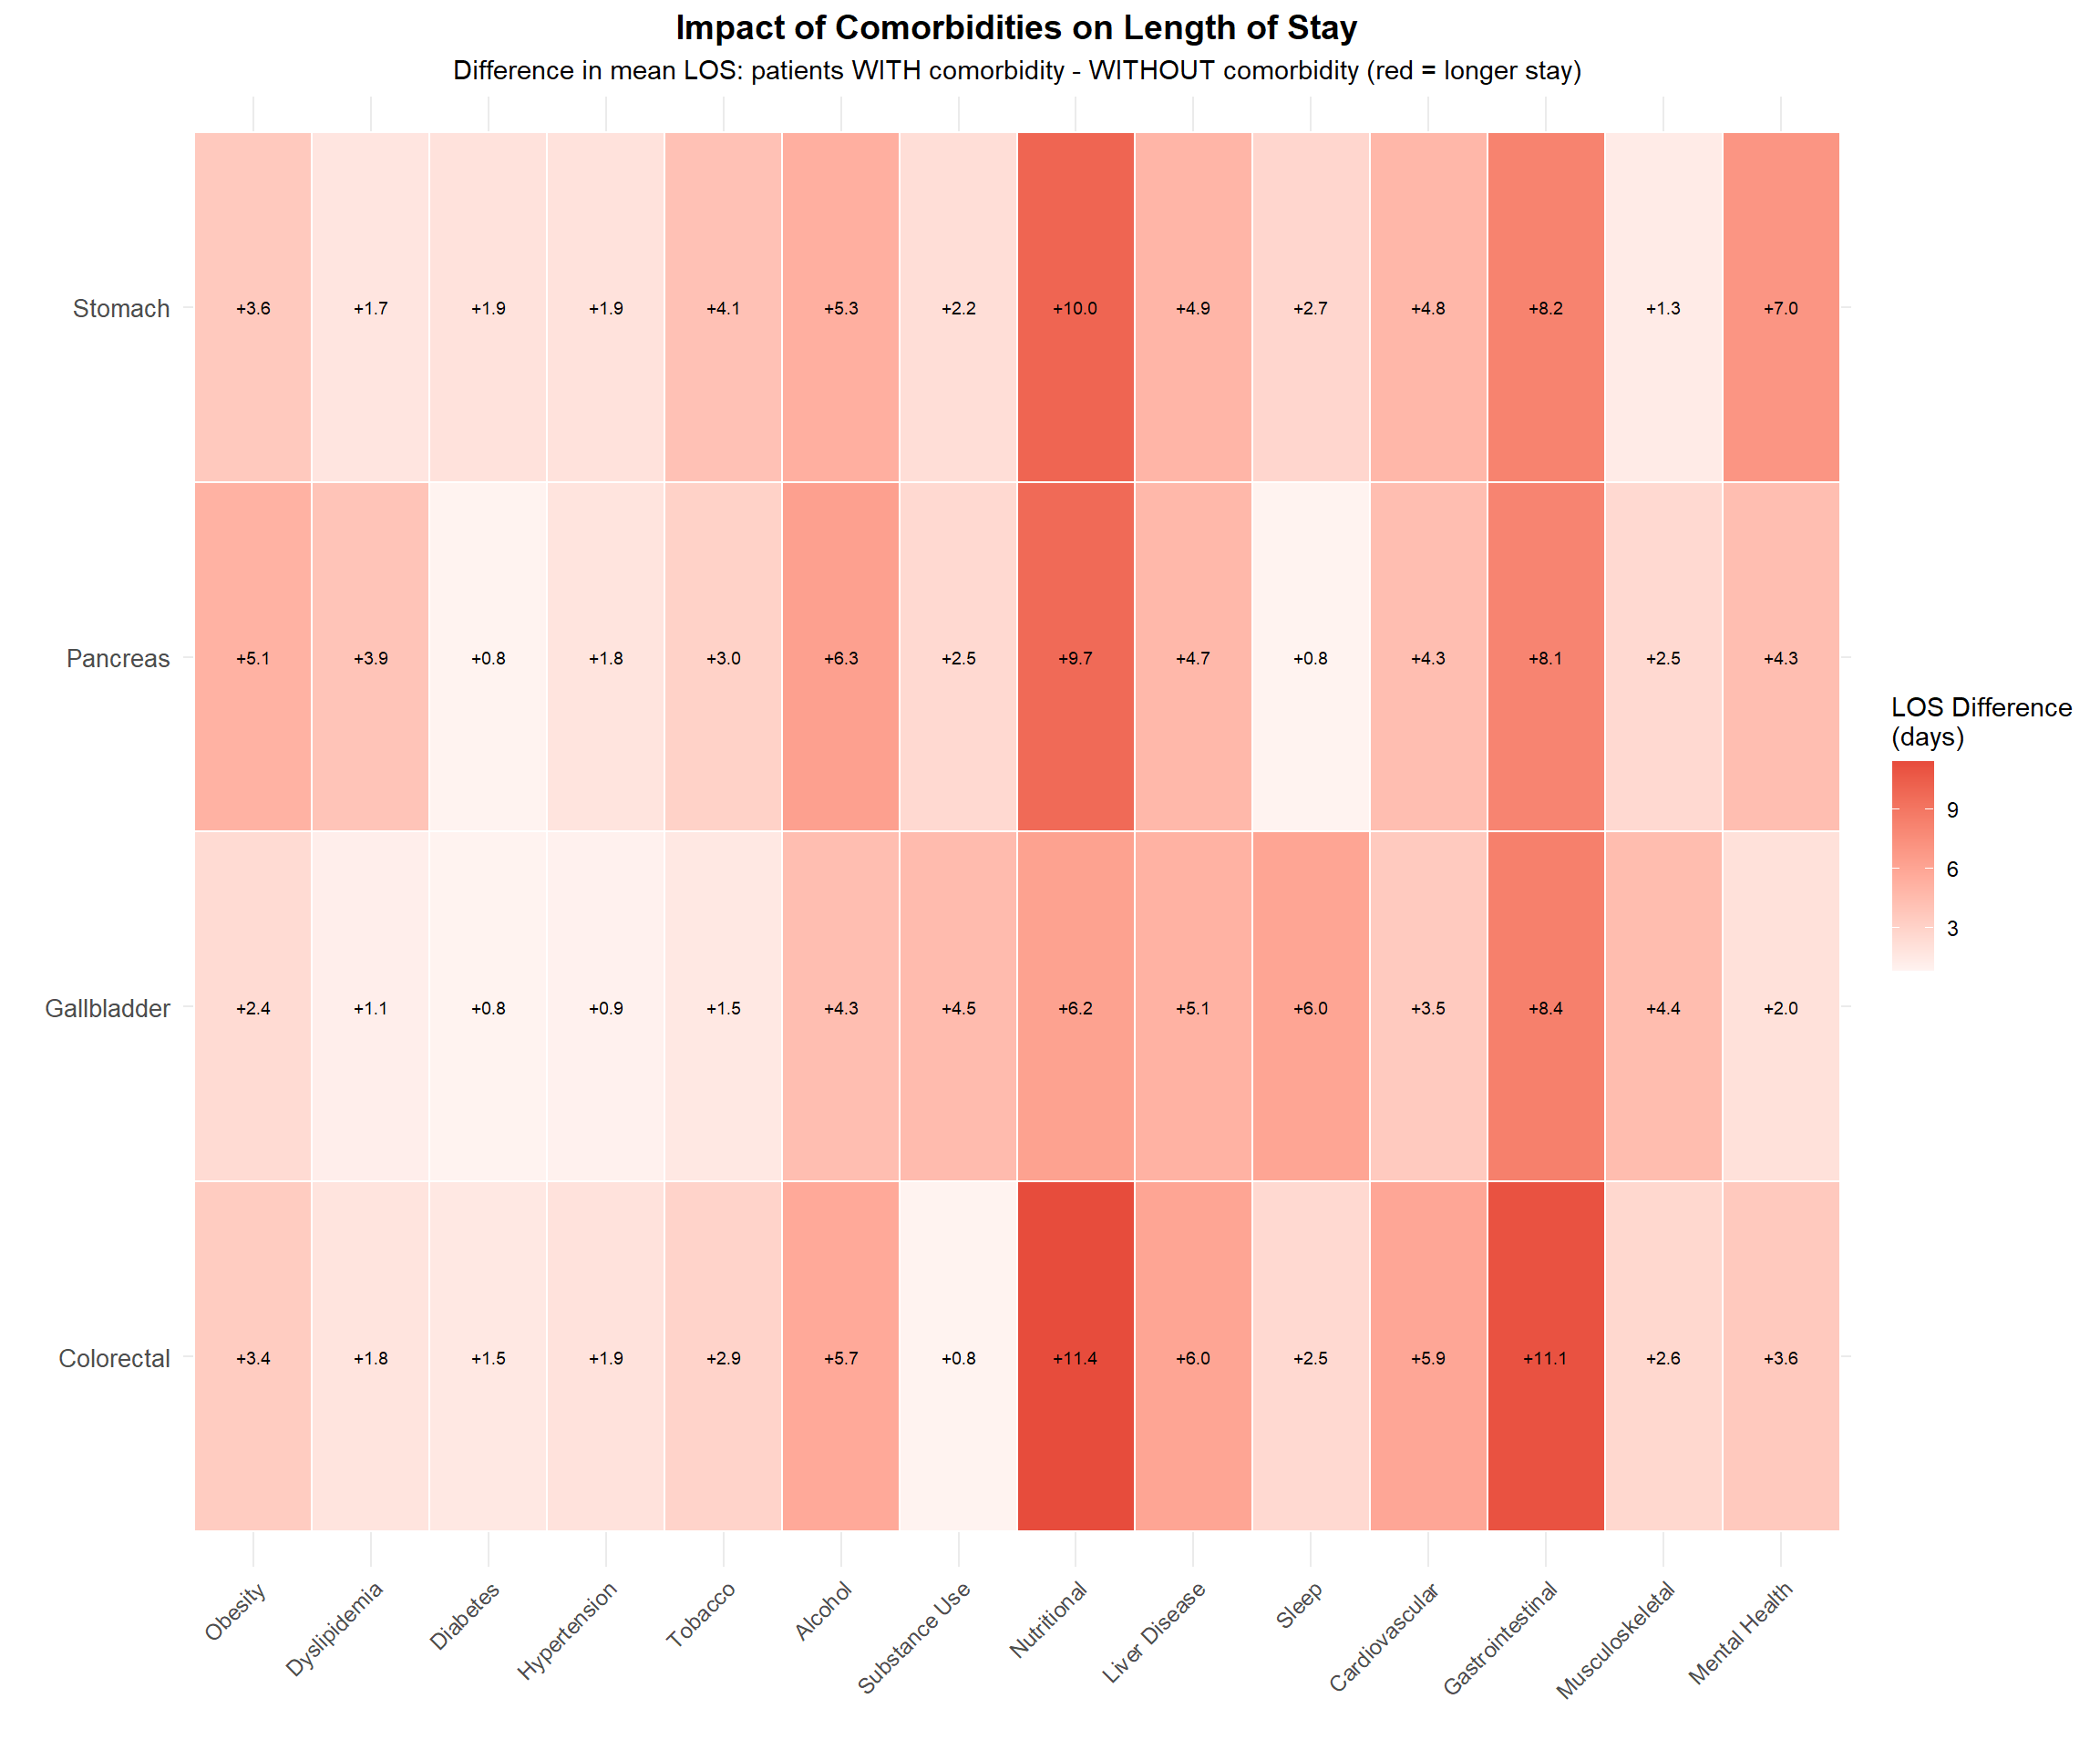 Impact of Comorbidities on Length of Stay
Difference in mean LOS: patients WITH comorbidity - WITHOUT comorbidity (red = longer stay)
Stomach +3.6 +1.7 +1.9 +1.9 +4.1 +5.3 +2.2 +10.0 +4.9 +2.7 +4.8 +8.2 +1.3 +7.0
Pancreas +5.1 +3.9 +0.8 +1.8 +3.0 +6.3 +2.5 +9.7 +4.7 +0.8 +4.3 +8.1 +2.5 +4.3
Gallbladder +2.4 +1.1 +0.8 +0.9 +1.5 +4.3 +4.5 +6.2 +5.1 +6.0 +3.5 +8.4 +4.4 +2.0
Colorectal +3.4 +1.8 +1.5 +1.9 +2.9 +5.7 +0.8 +11.4 +6.0 +2.5 +5.9 +11.1 +2.6 +3.6
Obesity Dyslipidemia Diabetes Hypertension Tobacco Alcohol Substance Use Nutritional Liver Disease Sleep Cardiovascular Gastrointestinal Musculoskeletal Mental Health
LOS Difference
(days)
9
6
3